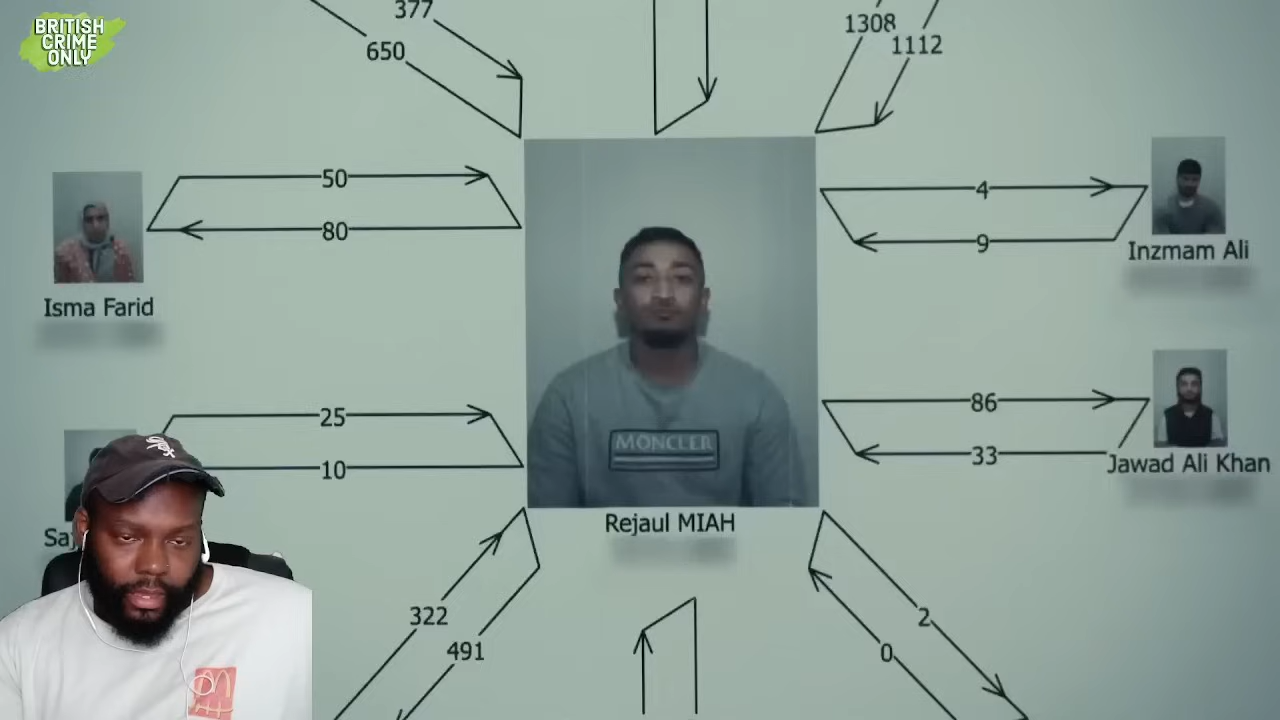 BRITISH
CRIME
ONLY
377
650
1308
1112
50
80
4
9
Isma Farid
Inzmam Ali
25
10
86
33
MONCLER
Jawad Ali Khan
Rejaul MIAH
322
491
2
0